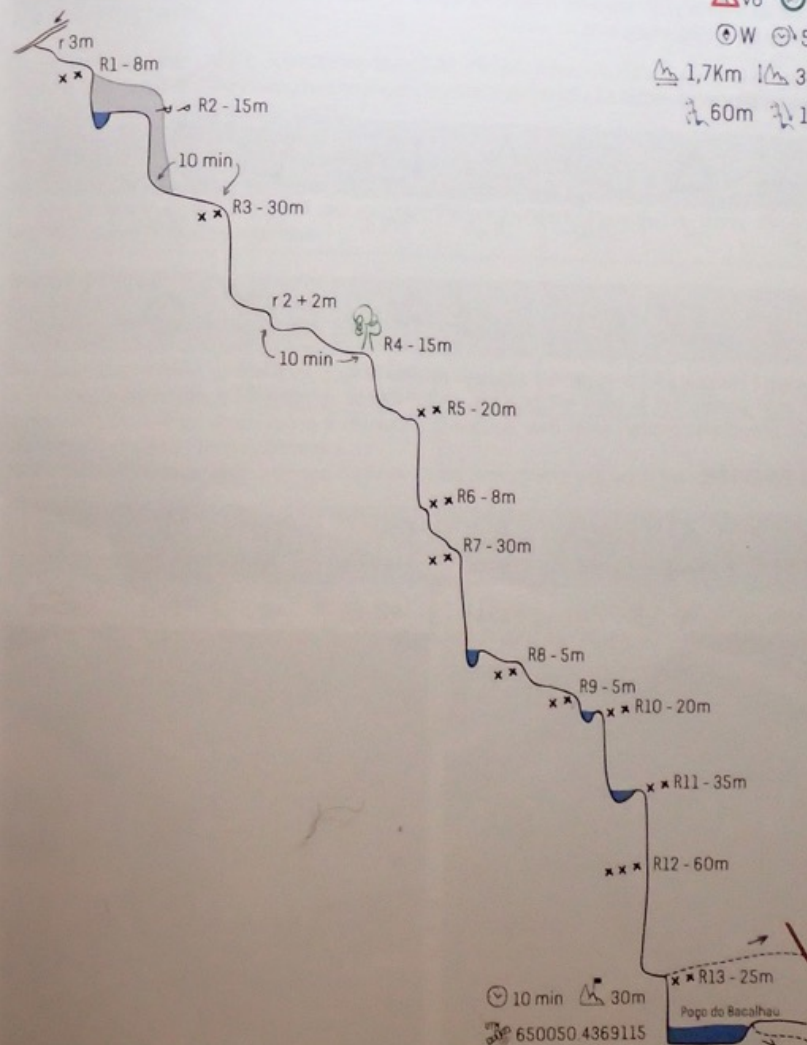 W
1,7Km
60m
r 3m
R1 - 8m
R2 - 15m
10 min
R3 - 30m
r 2 + 2m
R4 - 15m
10 min
R5 - 20m
R6 - 8m
R7 - 30m
R8 - 5m
R9 - 5m
R10 - 20m
R11 - 35m
R12 - 60m
R13 - 25m
10 min 30m
Poço do Bacalhau
650050.4369115